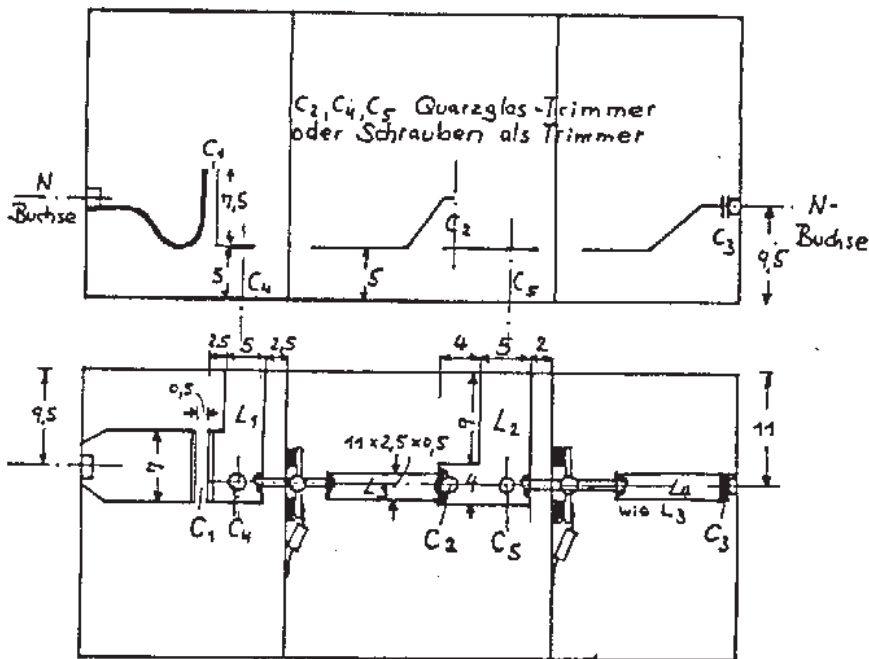 C2, C4, C5 Quarzglas-Trimmer
oder Schrauben als Trimmer
C1
N
Buchse
7,5
C2
N-
Buchse
C3
9,5
5
C4
5
C5
2,5 5 2,5
4 5 2
0,5
9,5
L1
9
L2
11
7
11 x 2,5 x 0,5
L3
4
L4
wie L3
C1 C4
C2 C5
C3